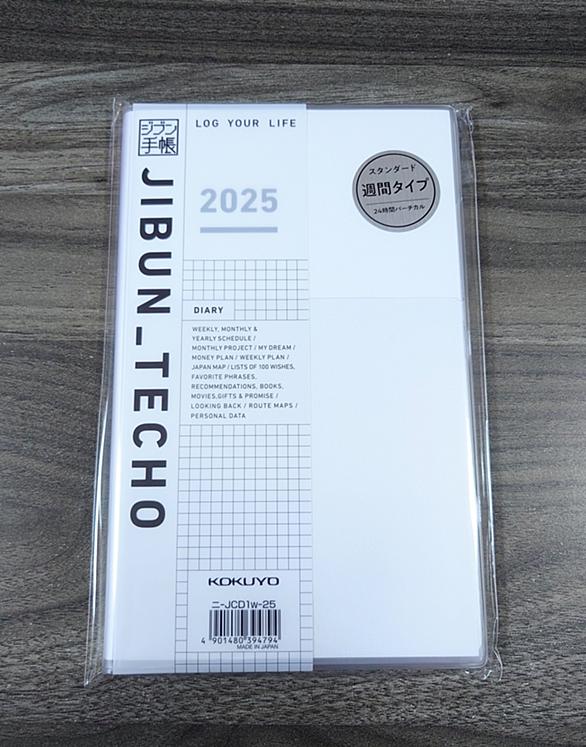 ジブン
手帳
JIBUN_TECHO
LOG YOUR LIFE
2025
DIARY
WEEKLY, MONTHLY &
YEARLY SCHEDULE /
MONTHLY PROJECT / MY DREAM /
MONEY PLAN / WEEKLY PLAN /
JAPAN MAP / LISTS OF 100 WISHES,
FAVORITE PHRASES,
RECOMMENDATIONS, BOOKS,
MOVIES,GIFTS & PROMISE /
LOOKING BACK / ROUTE MAPS /
PERSONAL DATA
KOKUYO
ニ-JCD1W-25
4 901480 394794
MADE IN JAPAN
スタンダード
週間タイプ
24時間バーチカル